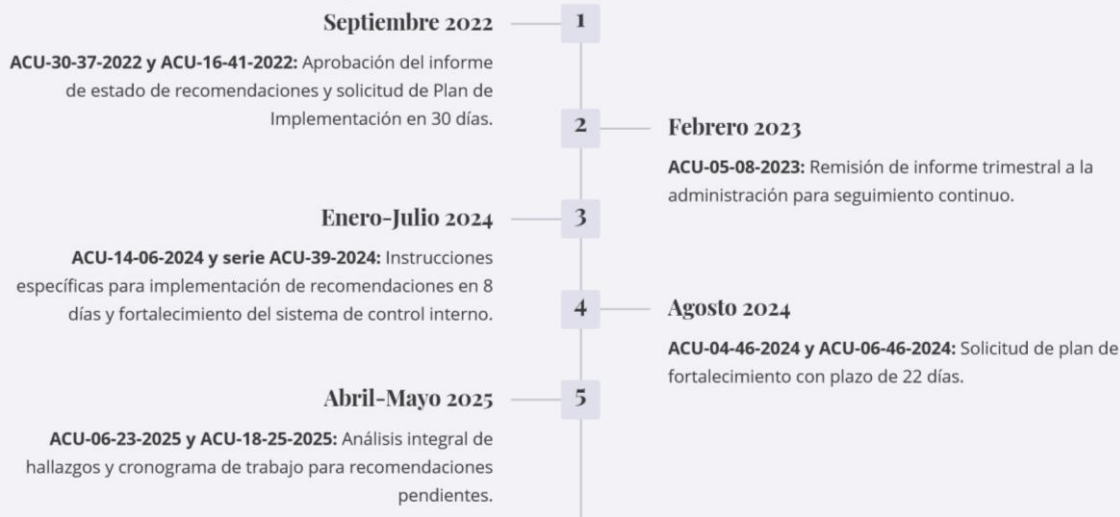 Septiembre 2022
1
ACU-30-37-2022 y ACU-16-41-2022: Aprobación del informe
de estado de recomendaciones y solicitud de Plan de
Implementación en 30 días.
2
Febrero 2023
ACU-05-08-2023: Remisión de informe trimestral a la
administración para seguimiento continuo.
Enero-Julio 2024
3
ACU-14-06-2024 y serie ACU-39-2024: Instrucciones
específicas para implementación de recomendaciones en 8
días y fortalecimiento del sistema de control interno.
4
Agosto 2024
ACU-04-46-2024 y ACU-06-46-2024: Solicitud de plan de
fortalecimiento con plazo de 22 días.
Abril-Mayo 2025
5
ACU-06-23-2025 y ACU-18-25-2025: Análisis integral de
hallazgos y cronograma de trabajo para recomendaciones
pendientes.